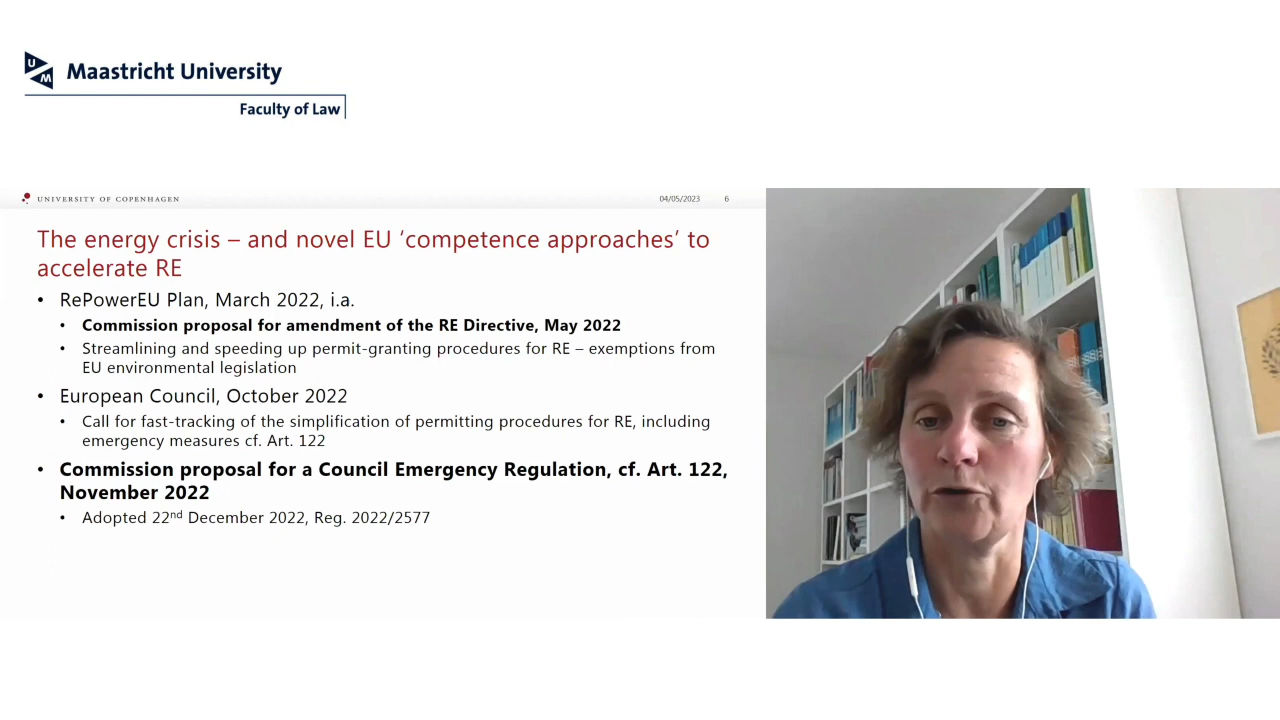 U
M
Maastricht University
Faculty of Law
UNIVERSITY OF COPENHAGEN
04/05/2023 6
The energy crisis – and novel EU ‘competence approaches’ to
accelerate RE
• RePowerEU Plan, March 2022, i.a.
• Commission proposal for amendment of the RE Directive, May 2022
• Streamlining and speeding up permit-granting procedures for RE – exemptions from
EU environmental legislation
• European Council, October 2022
• Call for fast-tracking of the simplification of permitting procedures for RE, including
emergency measures cf. Art. 122
• Commission proposal for a Council Emergency Regulation, cf. Art. 122,
November 2022
• Adopted 22nd December 2022, Reg. 2022/2577